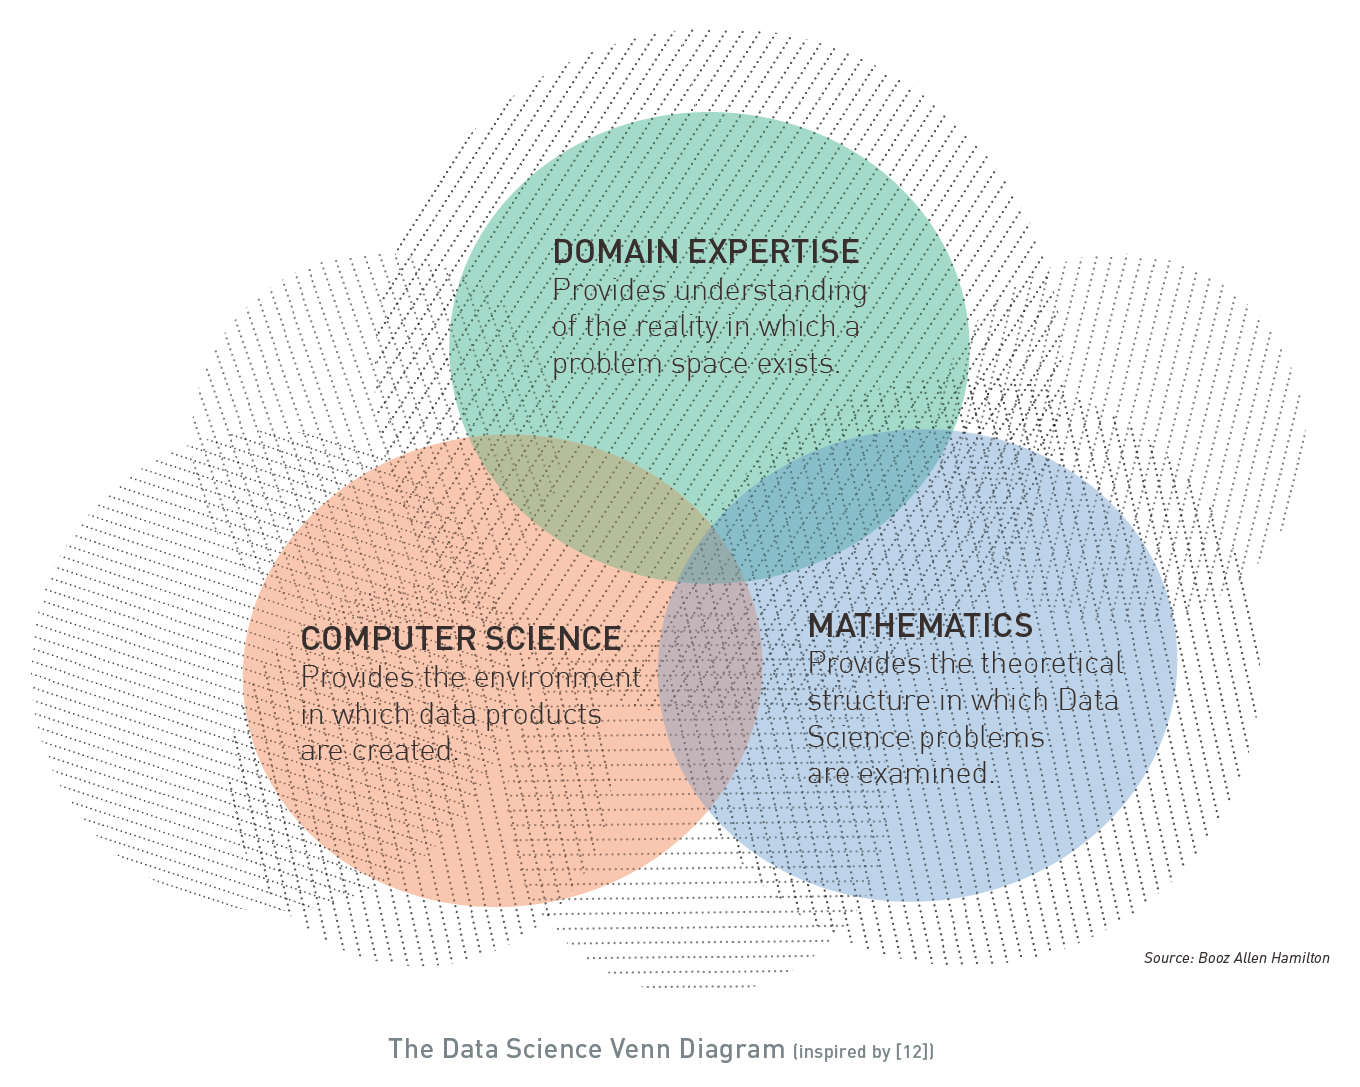 DOMAIN EXPERTISE
Provides understanding
of the reality in which a
problem space exists.
COMPUTER SCIENCE
Provides the environment
in which data products
are created.
MATHEMATICS
Provides the theoretical
structure in which Data
Science problems
are examined.
Source: Booz Allen Hamilton
The Data Science Venn Diagram (inspired by [12])